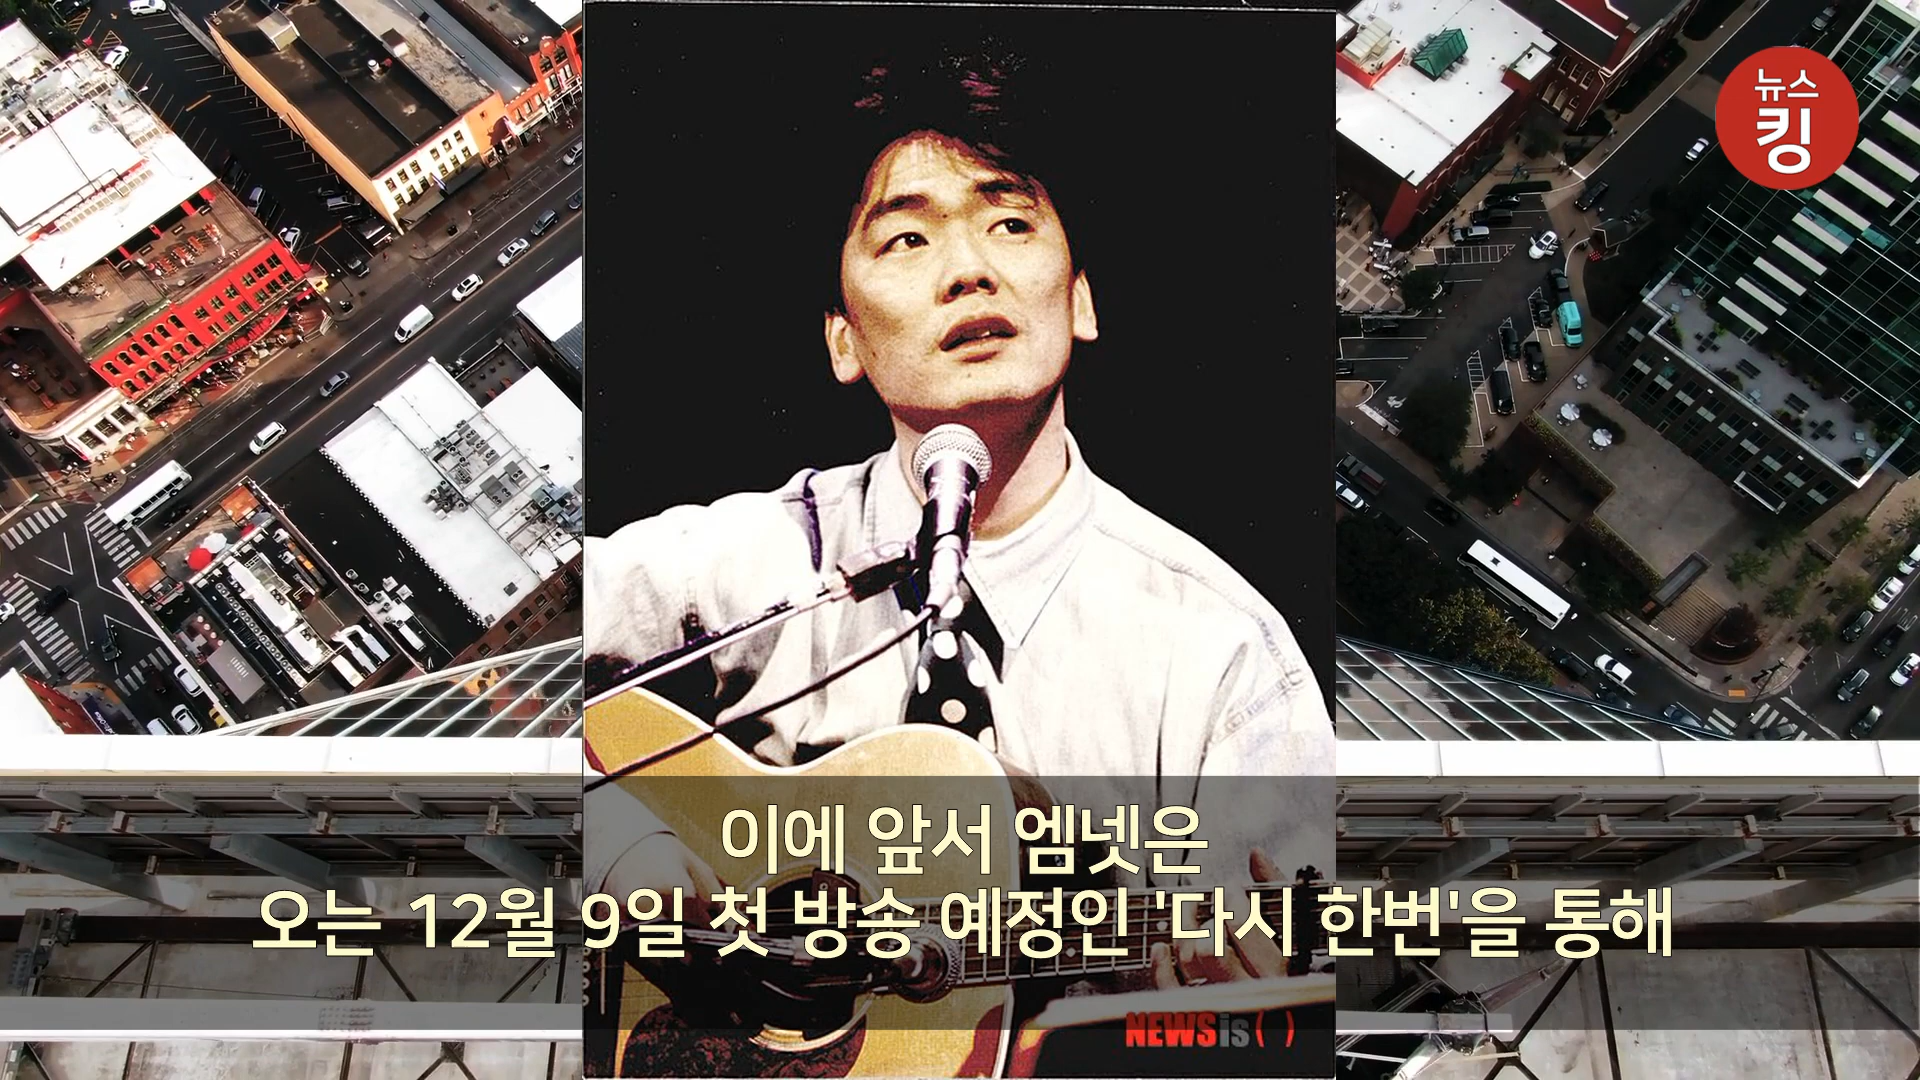 뉴스
킹
이에 앞서 엠넷은
오는 12월 9일 첫 방송 예정인 '다시 한번'을 통해
NEWSis( )